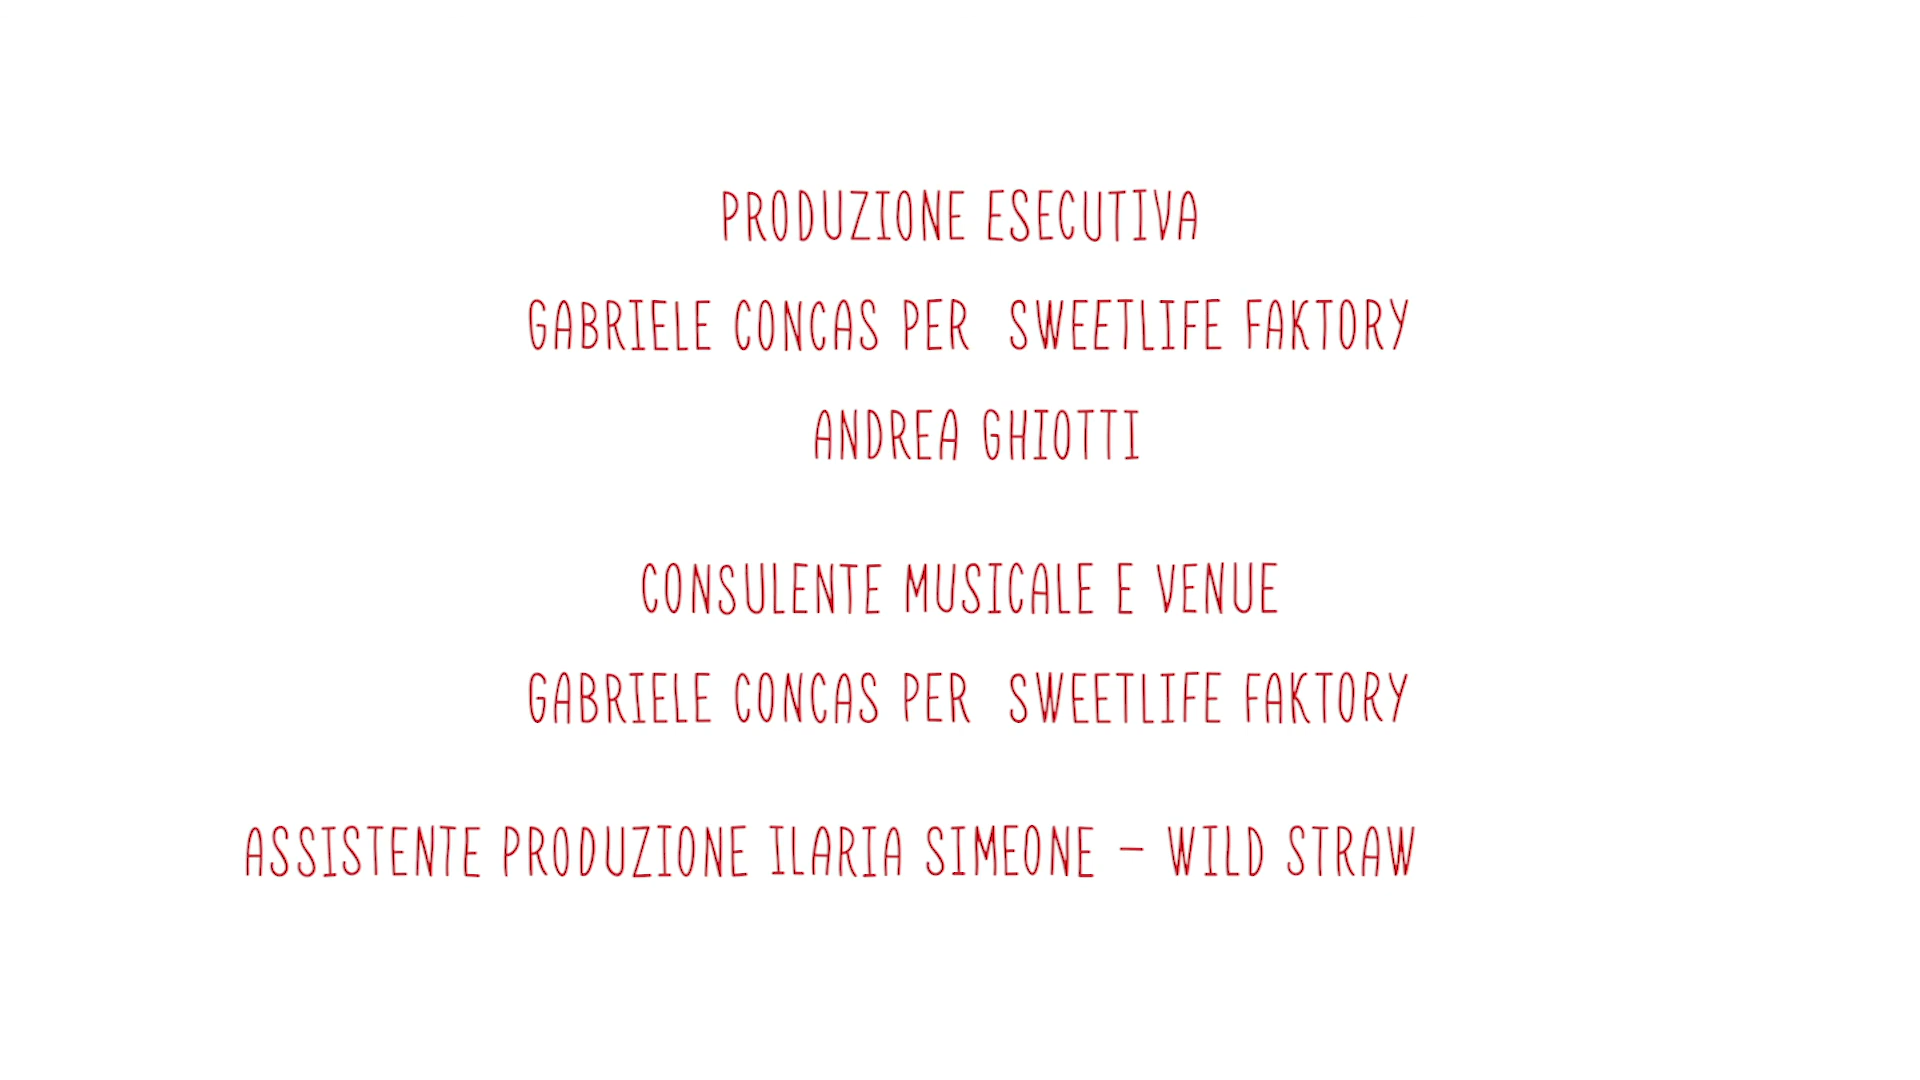 PRODUZIONE ESECUTIVA
GABRIELE CONCAS PER SWEETLIFE FAKTORY
ANDREA GHIOTTI
CONSULENTE MUSICALE E VENUE
GABRIELE CONCAS PER SWEETLIFE FAKTORY
ASSISTENTE PRODUZIONE ILARIA SIMEONE – WILD STRAW